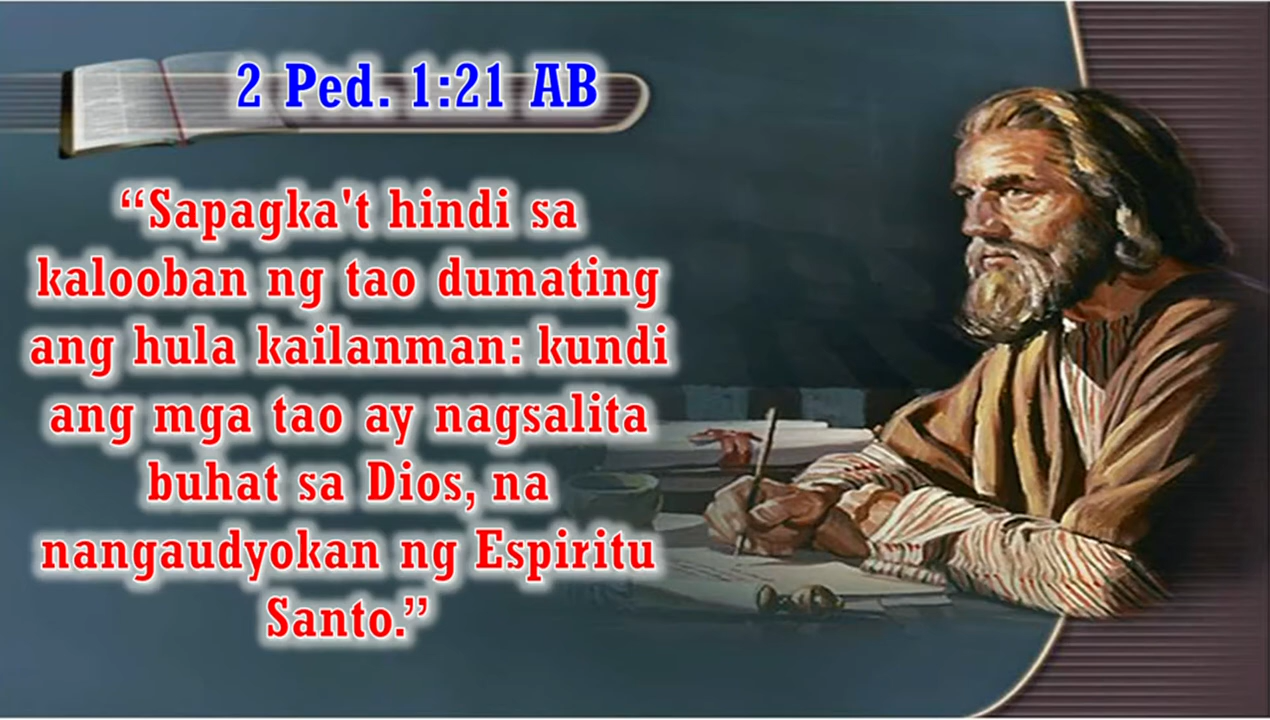 2 Ped. 1:21 AB
“Sapagka't hindi sa
kalooban ng tao dumating
ang hula kailanman: kundi
ang mga tao ay nagsalita
buhat sa Dios, na
nangaudyokan ng Espiritu
Santo.”